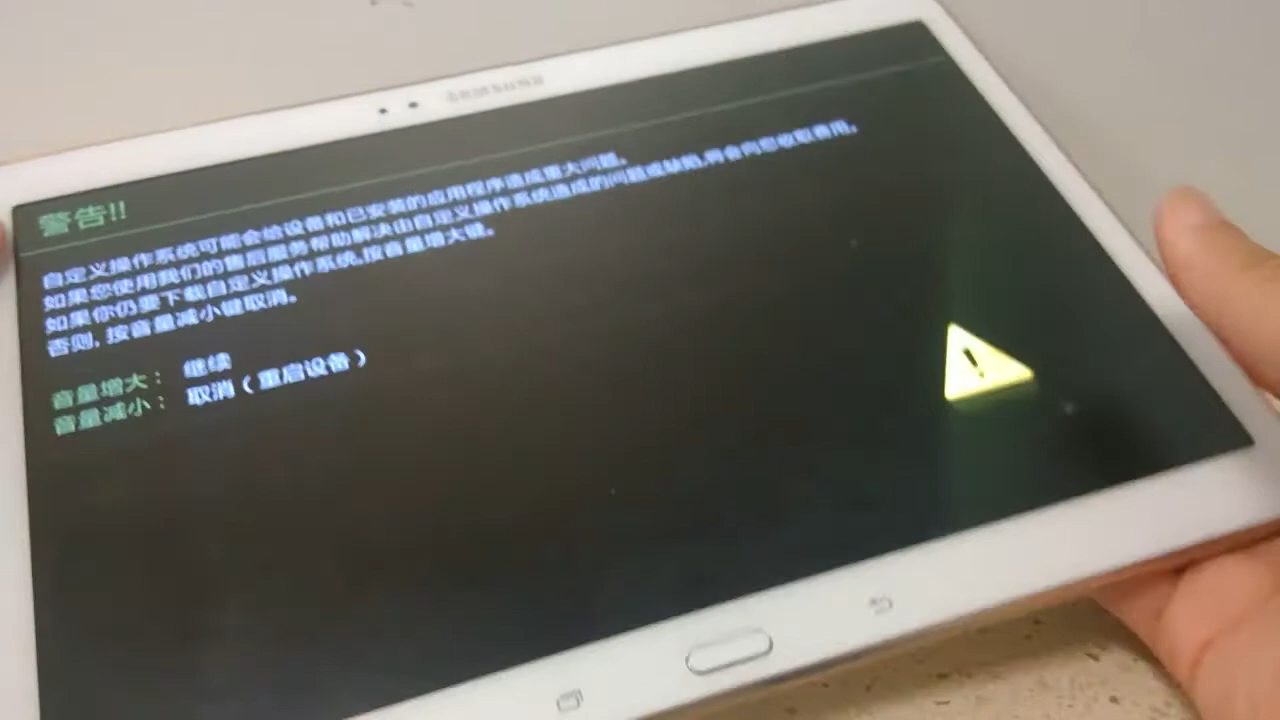 SAMSUNG
警告!!
自定义操作系统可能会给设备和已安装的应用程序造成重大问题。
如果您使用我们的售后服务帮助解决由自定义操作系统造成的问题或缺陷,将会向您收取费用。
如果你仍要下载自定义操作系统,按音量增大键。
否则, 按音量减小键取消。
音量增大： 继续
音量减小： 取消（重启设备）